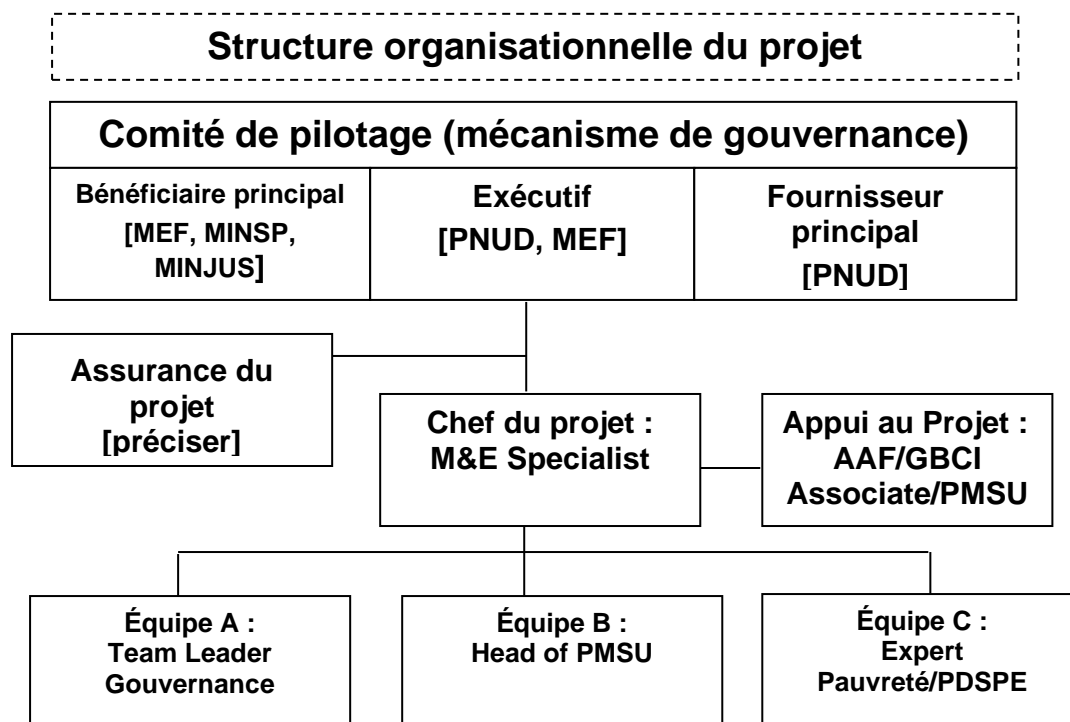 Structure organisationnelle du projet
Comité de pilotage (mécanisme de gouvernance)
Bénéficiaire principal
[MEF, MINSP,
MINJUS]
Exécutif
[PNUD, MEF]
Fournisseur
principal
[PNUD]
Assurance du
projet
[préciser]
Chef du projet :
M&E Specialist
Appui au Projet :
AAF/GBCI
Associate/PMSU
Équipe A :
Team Leader
Gouvernance
Équipe B :
Head of PMSU
Équipe C :
Expert
Pauvreté/PDSPE